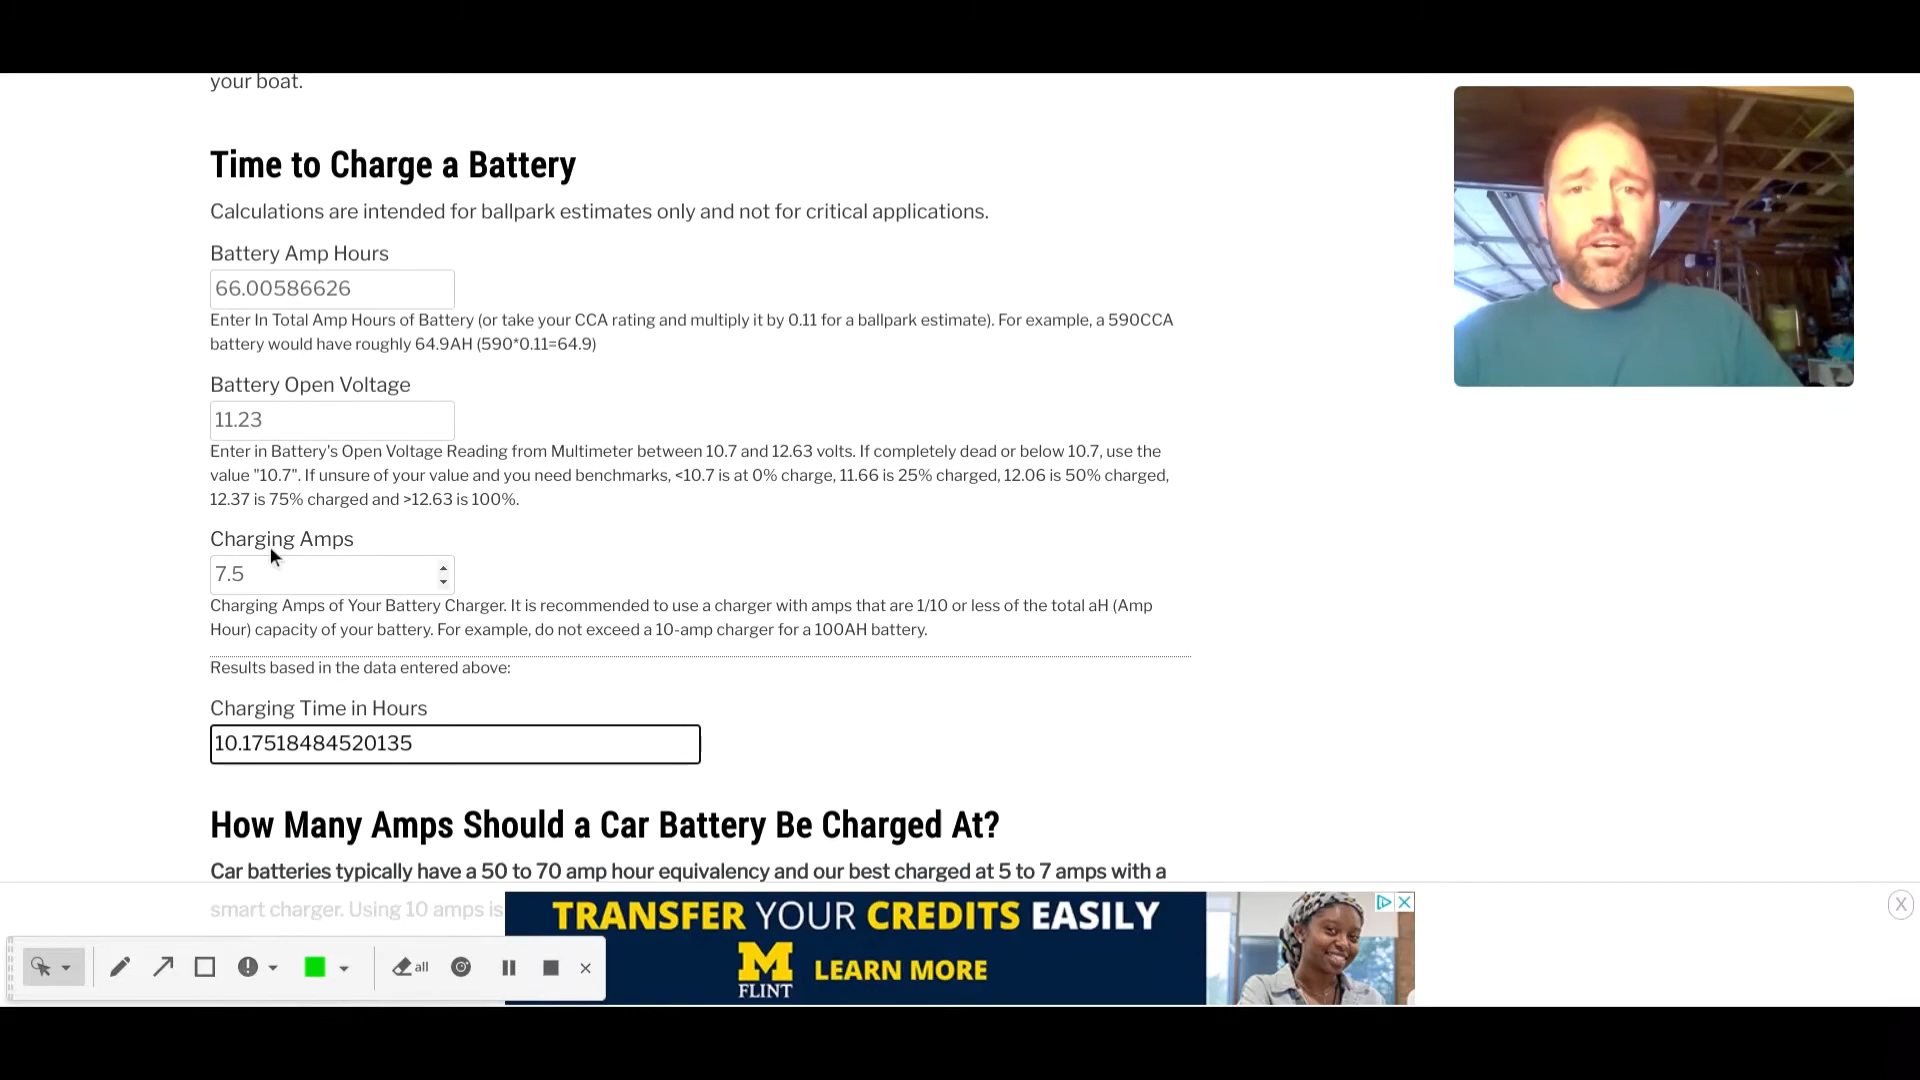 your boat.
Time to Charge a Battery
Calculations are intended for ballpark estimates only and not for critical applications.
Battery Amp Hours
66.00586626
Enter In Total Amp Hours of Battery (or take your CCA rating and multiply it by 0.11 for a ballpark estimate). For example, a 590CCA
battery would have roughly 64.9AH (590*0.11=64.9)
Battery Open Voltage
11.23
Enter in Battery's Open Voltage Reading from Multimeter between 10.7 and 12.63 volts. If completely dead or below 10.7, use the
value "10.7". If unsure of your value and you need benchmarks, <10.7 is at 0% charge, 11.66 is 25% charged, 12.06 is 50% charged,
12.37 is 75% charged and >12.63 is 100%.
Charging Amps
7.5
Charging Amps of Your Battery Charger. It is recommended to use a charger with amps that are 1/10 or less of the total aH (Amp
Hour) capacity of your battery. For example, do not exceed a 10-amp charger for a 100AH battery.
Results based in the data entered above:
Charging Time in Hours
10.17518484520135
How Many Amps Should a Car Battery Be Charged At?
Car batteries typically have a 50 to 70 amp hour equivalency and our best charged at 5 to 7 amps with a
smart charger. Using 10 amps is
TRANSFER YOUR CREDITS EASILY
M
FLINT
LEARN MORE
X
all